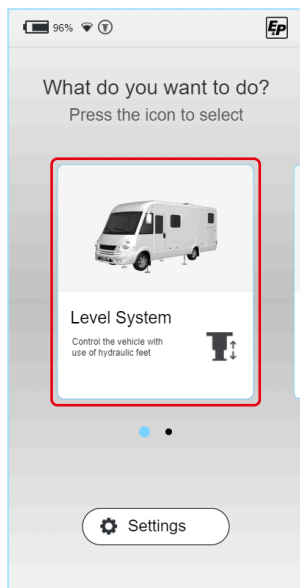 96%
EP
What do you want to do?
Press the icon to select
Level System
Control the vehicle with
use of hydraulic feet
Settings